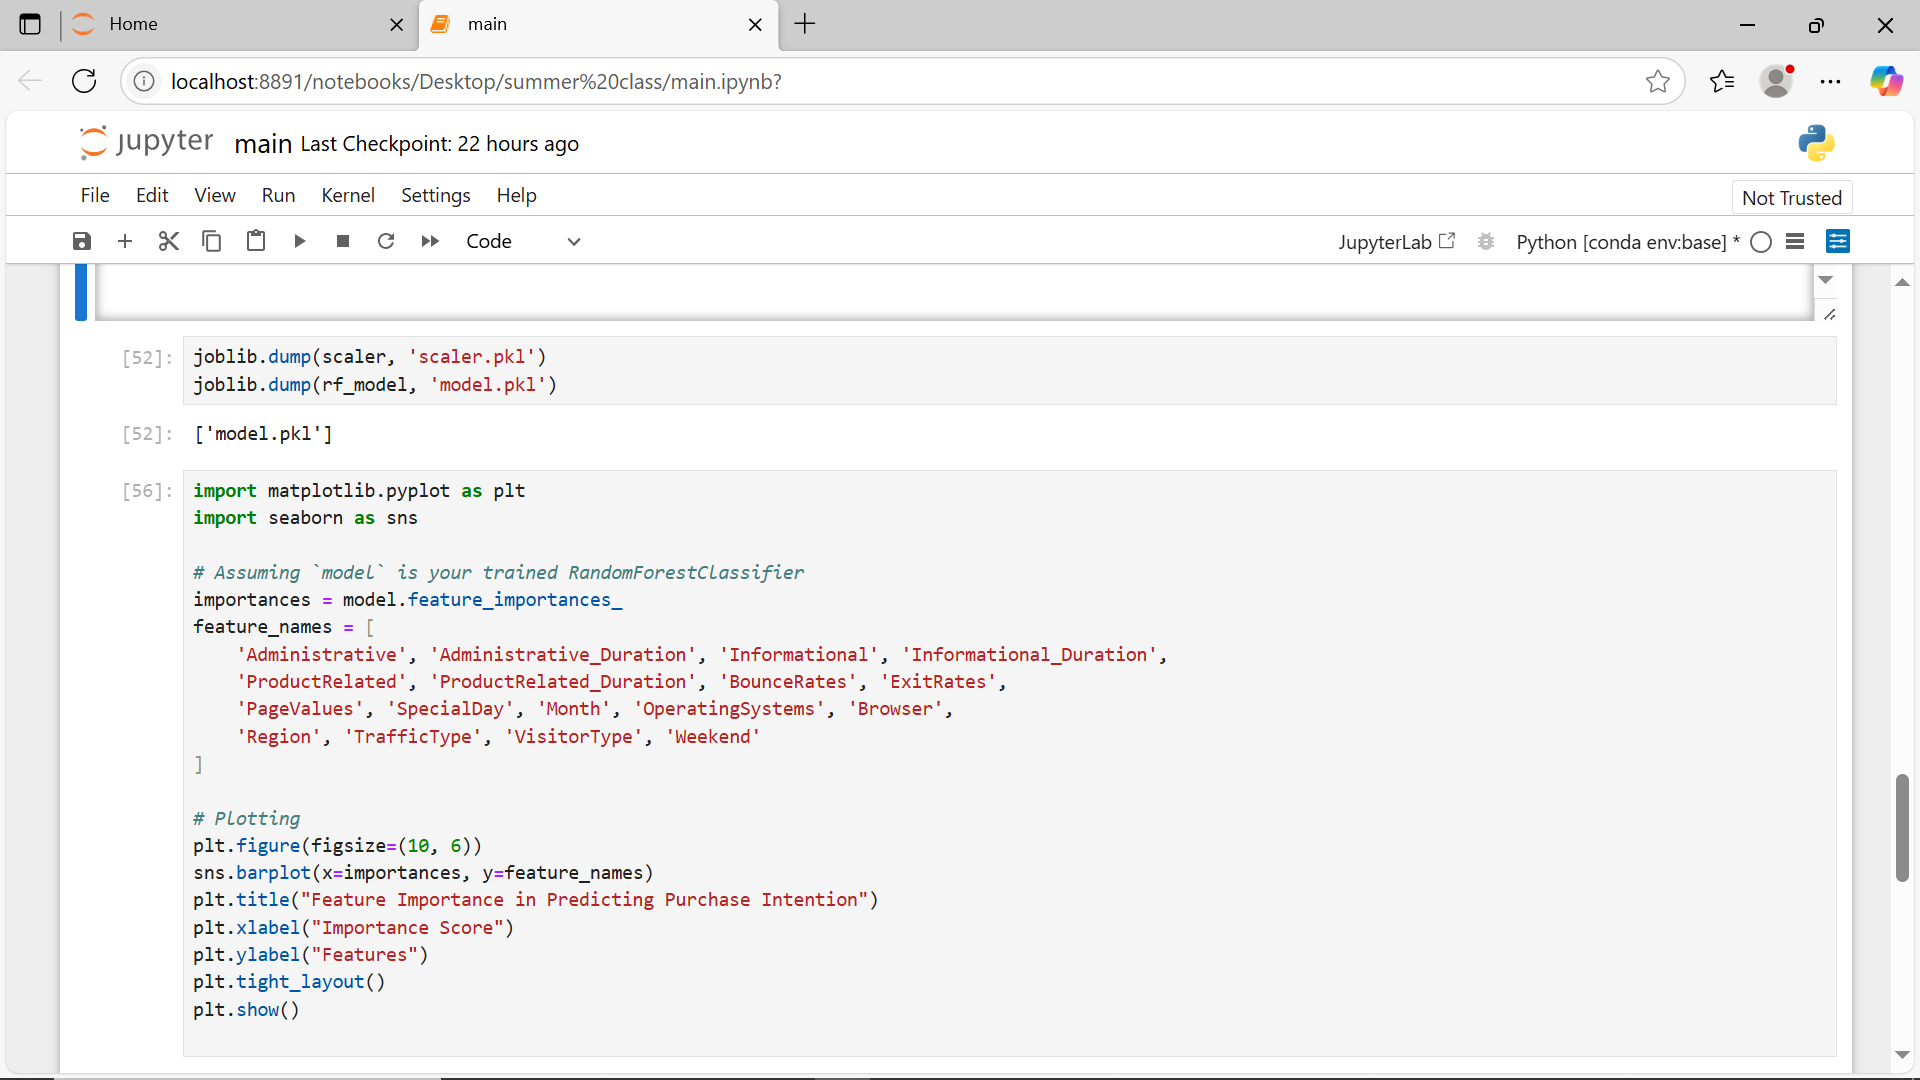 Home
main
localhost:8891/notebooks/Desktop/summer%20class/main.ipynb?
jupyter main Last Checkpoint: 22 hours ago
File Edit View Run Kernel Settings Help
Not Trusted
Code
JupyterLab
Python [conda env:base] *
[52]:
joblib.dump(scaler, 'scaler.pkl')
joblib.dump(rf_model, 'model.pkl')
[52]: ['model.pkl']
[56]:
import matplotlib.pyplot as plt
import seaborn as sns
# Assuming `model` is your trained RandomForestClassifier
importances = model.feature_importances_
feature_names = [
    'Administrative', 'Administrative_Duration', 'Informational', 'Informational_Duration',
    'ProductRelated', 'ProductRelated_Duration', 'BounceRates', 'ExitRates',
    'PageValues', 'SpecialDay', 'Month', 'OperatingSystems', 'Browser',
    'Region', 'TrafficType', 'VisitorType', 'Weekend'
]
# Plotting
plt.figure(figsize=(10, 6))
sns.barplot(x=importances, y=feature_names)
plt.title("Feature Importance in Predicting Purchase Intention")
plt.xlabel("Importance Score")
plt.ylabel("Features")
plt.tight_layout()
plt.show()